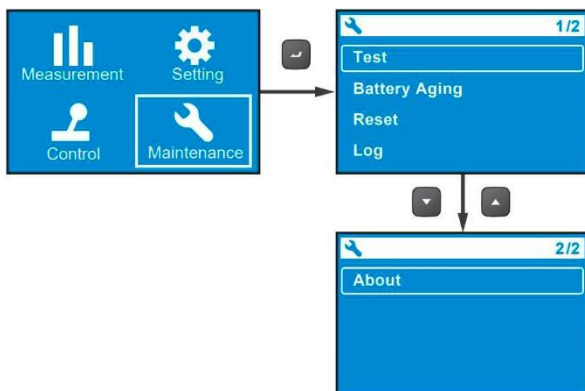 Measurement
Setting
Control
Maintenance
1/2
Test
Battery Aging
Reset
Log
2/2
About